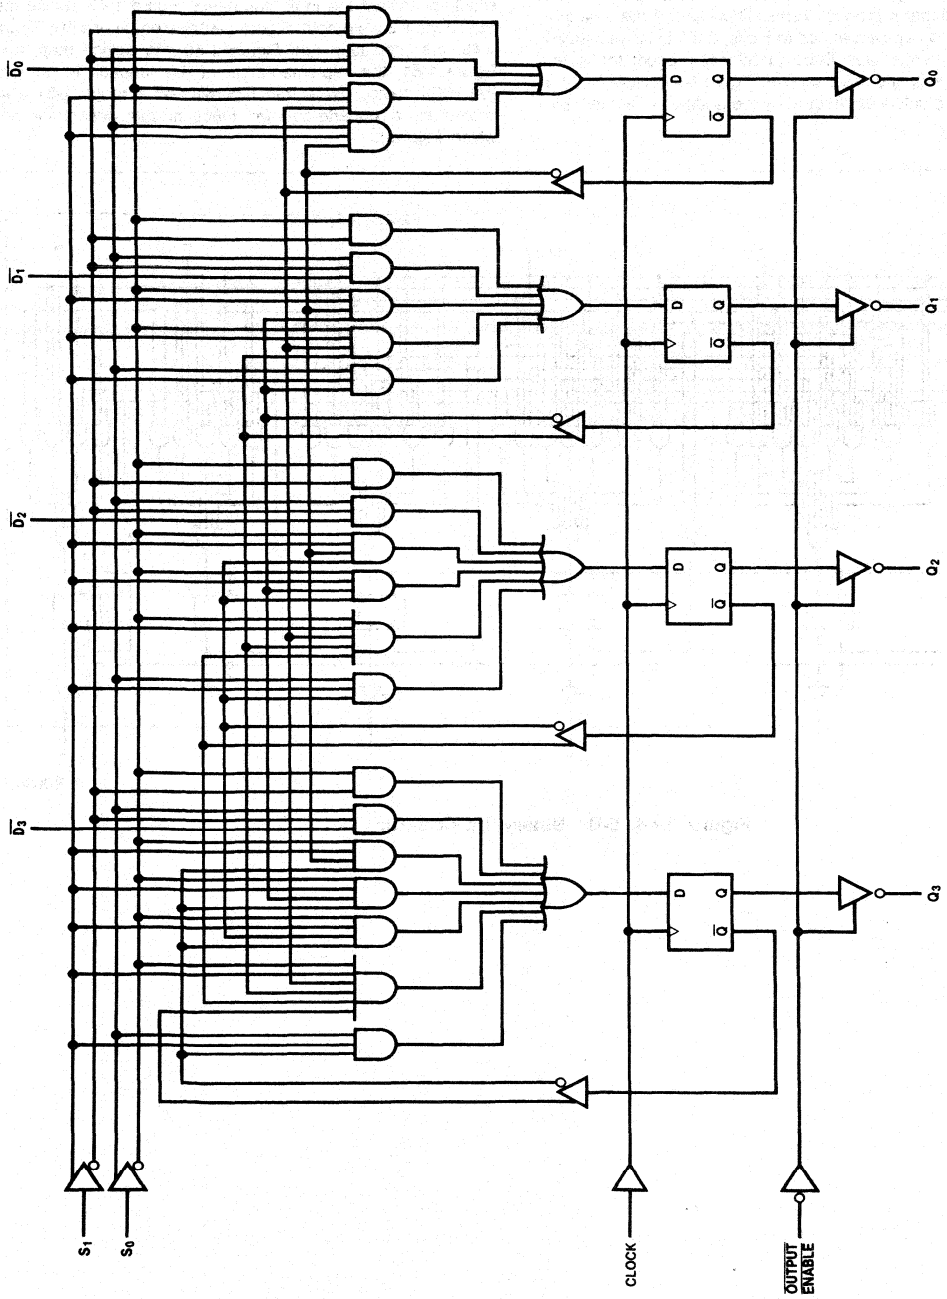 D̅0
D Q
Q̅
Q0
D̅1
D Q
Q̅
Q1
D̅2
D Q
Q̅
Q2
D̅3
D Q
Q̅
Q3
S1
S0
CLOCK
OUTPUT
ENABLE